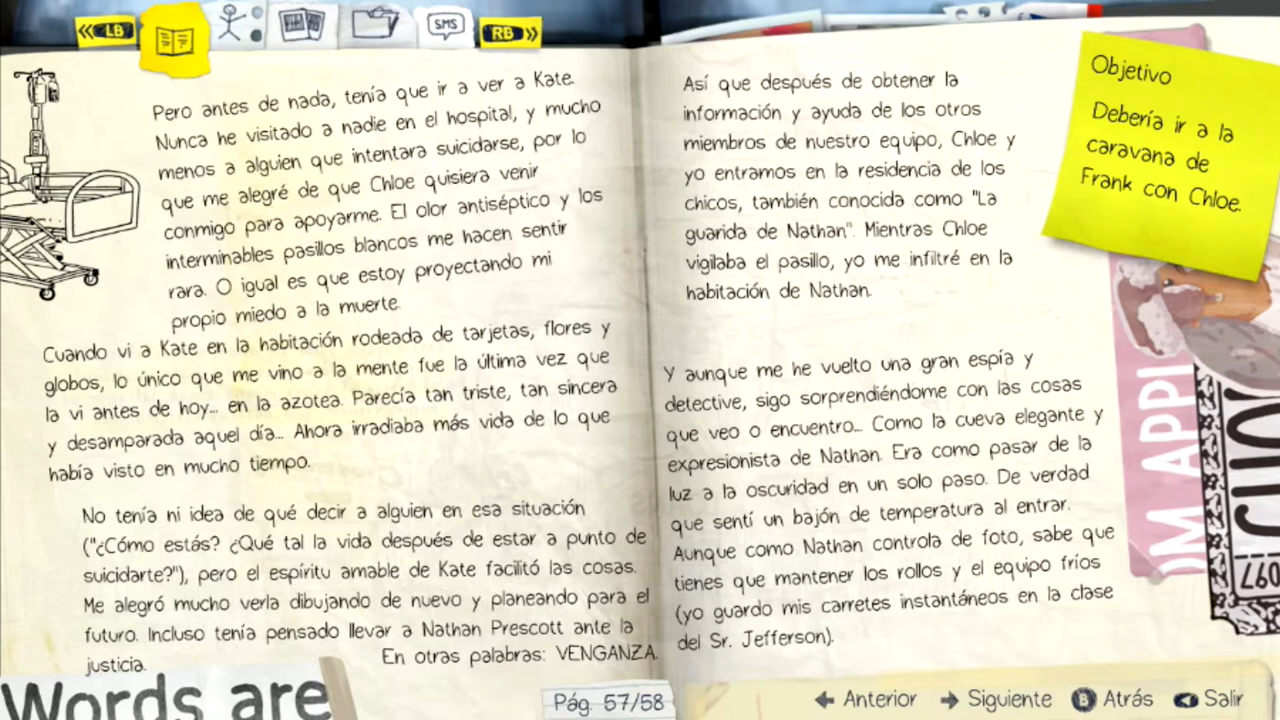 LB
SMS
RB
Pero antes de nada, tenía que ir a ver a Kate.
Nunca he visitado a nadie en el hospital, y mucho
menos a alguien que intentara suicidarse, por lo
que me alegré de que Chloe quisiera venir
conmigo para apoyarme. El olor antiséptico y los
interminables pasillos blancos me hacen sentir
rara. O igual es que estoy proyectando mi
propio miedo a la muerte.
Cuando vi a Kate en la habitación rodeada de tarjetas, flores y
globos, lo único que me vino a la mente fue la última vez que
la vi antes de hoy... en la azotea. Parecía tan triste, tan sincera
y desamparada aquel día... Ahora irradiaba más vida de lo que
había visto en mucho tiempo.
No tenía ni idea de qué decir a alguien en esa situación
("¿Cómo estás? ¿Qué tal la vida después de estar a punto de
suicidarte?"), pero el espíritu amable de Kate facilitó las cosas.
Me alegró mucho verla dibujando de nuevo y planeando para el
futuro. Incluso tenía pensado llevar a Nathan Prescott ante la
justicia.
En otras palabras: VENGANZA.
Words are
Pág. 57/58
Así que después de obtener la
información y ayuda de los otros
miembros de nuestro equipo, Chloe y
yo entramos en la residencia de los
chicos, también conocida como "La
guarida de Nathan". Mientras Chloe
vigilaba el pasillo, yo me infiltré en la
habitación de Nathan.
Y aunque me he vuelto una gran espía y
detective, sigo sorprendiéndome con las cosas
que veo o encuentro... Como la cueva elegante y
expresionista de Nathan. Era como pasar de la
luz a la oscuridad en un solo paso. De verdad
que sentí un bajón de temperatura al entrar.
Aunque como Nathan controla de foto, sabe que
tienes que mantener los rollos y el equipo fríos
(yo guardo mis carretes instantáneos en la clase
del Sr. Jefferson).
Objetivo
Debería ir a la
caravana de
Frank con Chloe.
OM APPL
Anterior
Siguiente
B Atrás
Salir